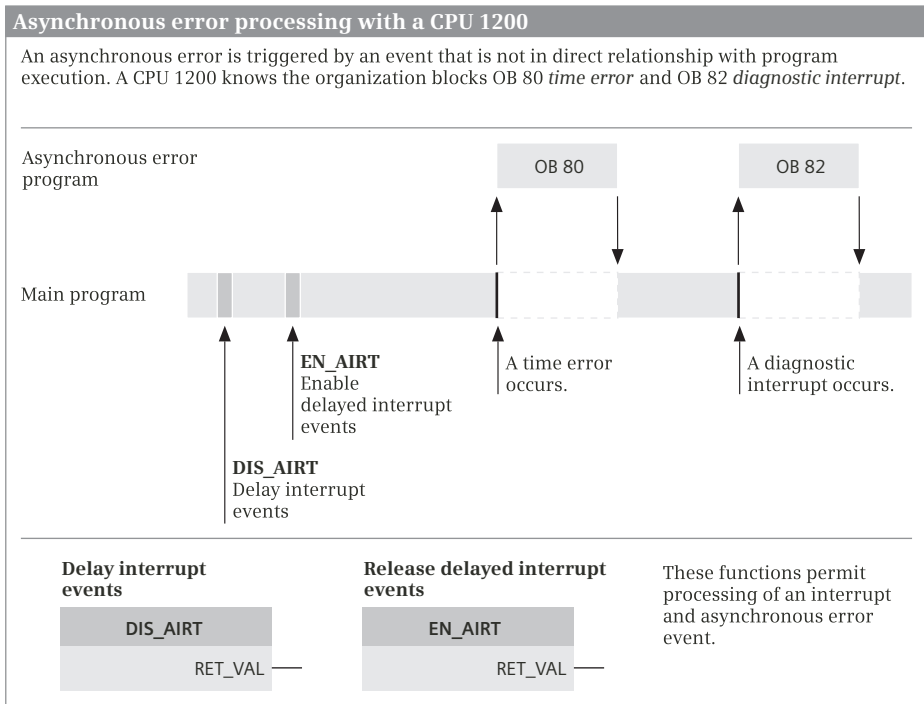 Asynchronous error processing with a CPU 1200
An asynchronous error is triggered by an event that is not in direct relationship with program
execution. A CPU 1200 knows the organization blocks OB 80 time error and OB 82 diagnostic interrupt.
Asynchronous error
program
OB 80
OB 82
Main program
EN_AIRT
Enable
delayed interrupt
events
A time error
occurs.
A diagnostic
interrupt occurs.
DIS_AIRT
Delay interrupt
events
Delay interrupt
events
DIS_AIRT
RET_VAL
Release delayed interrupt
events
EN_AIRT
RET_VAL
These functions permit
processing of an interrupt
and asynchronous error
event.